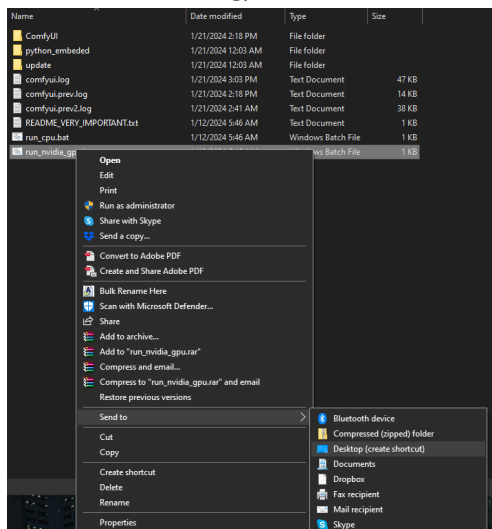 Name Date modified Type Size
ComfyUI 1/21/2024 2:18 PM File folder
python_embeded 1/21/2024 12:03 AM File folder
update 1/21/2024 12:03 AM File folder
comfyui.log 1/21/2024 3:03 PM Text Document 47 KB
comfyui.prev.log 1/21/2024 2:18 PM Text Document 14 KB
comfyui.prev2.log 1/21/2024 2:41 AM Text Document 38 KB
README_VERY_IMPORTANT.txt 1/12/2024 5:46 AM Text Document 1 KB
run_cpu.bat 1/12/2024 5:46 AM Windows Batch File 1 KB
run_nvidia_gp ws Batch File 1 KB
Open
Edit
Print
Run as administrator
Share with Skype
Send a copy...
Convert to Adobe PDF
Create and Share Adobe PDF
Bulk Rename Here
Scan with Microsoft Defender...
Share
Add to archive...
Add to "run_nvidia_gpu.rar"
Compress and email...
Compress to "run_nvidia_gpu.rar" and email
Restore previous versions
Send to
Cut
Copy
Create shortcut
Delete
Rename
Properties
Bluetooth device
Compressed (zipped) folder
Desktop (create shortcut)
Documents
Dropbox
Fax recipient
Mail recipient
Skype